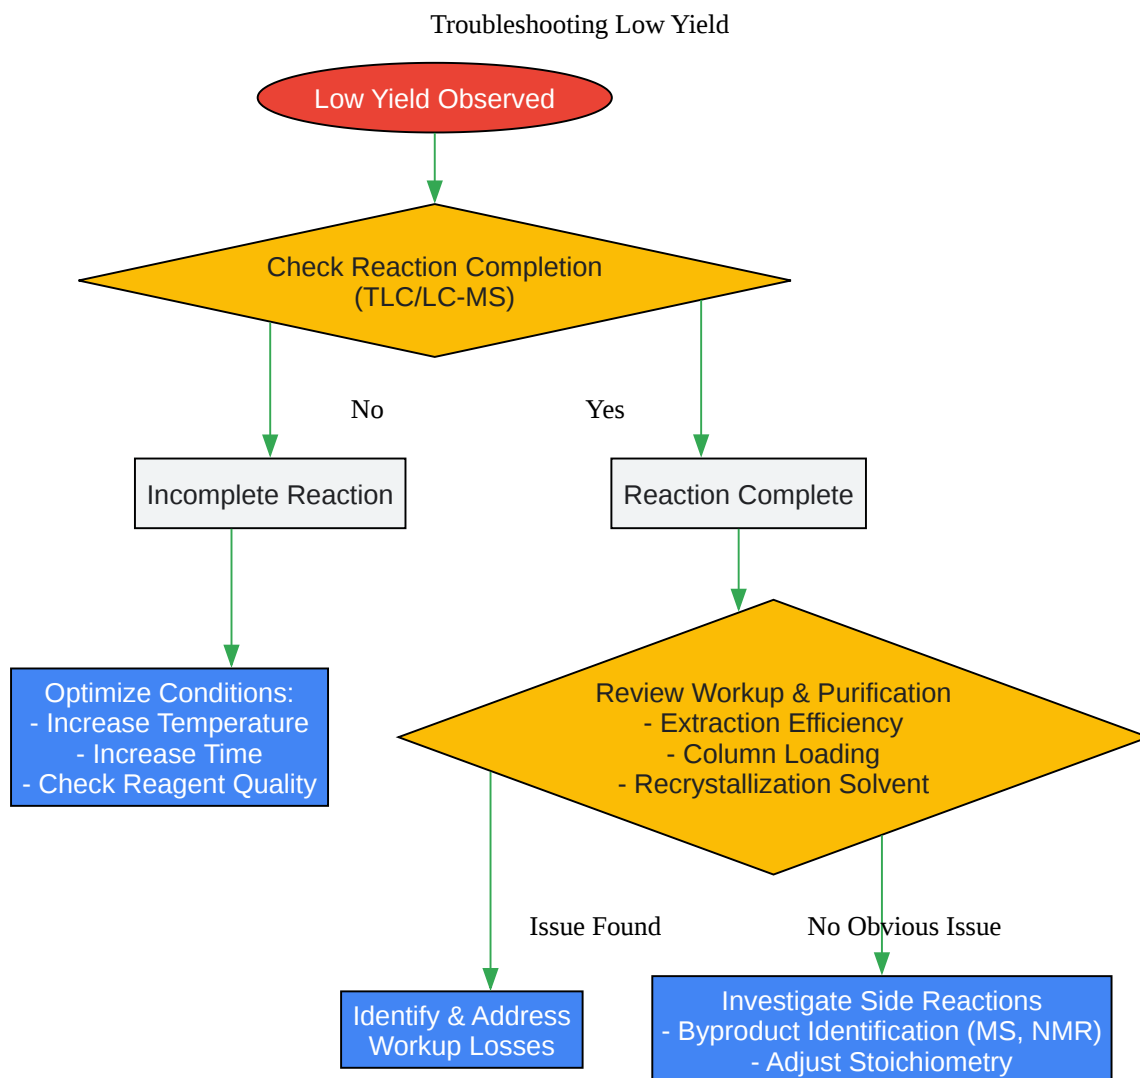 Troubleshooting Low Yield
Low Yield Observed
Check Reaction Completion
(TLC/LC-MS)
No
Yes
Incomplete Reaction
Reaction Complete
Optimize Conditions:
- Increase Temperature
- Increase Time
- Check Reagent Quality
Review Workup & Purification
- Extraction Efficiency
- Column Loading
- Recrystallization Solvent
Issue Found
No Obvious Issue
Identify & Address
Workup Losses
Investigate Side Reactions
- Byproduct Identification (MS, NMR)
- Adjust Stoichiometry